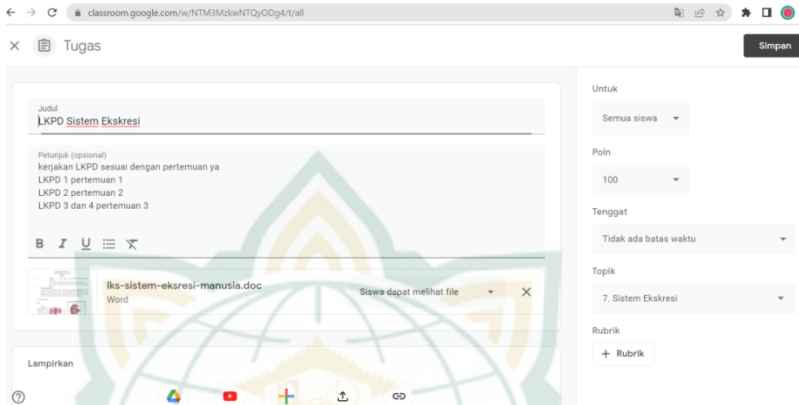 classroom.google.com/w/NTM3MzkwNTQyODg4/t/all
Tugas
Simpan
Judul
LKPD Sistem Ekskresi
Petunjuk (opsional)
kerjakan LKPD sesuai dengan pertemuan ya
LKPD 1 pertemuan 1
LKPD 2 pertemuan 2
LKPD 3 dan 4 pertemuan 3
B I U
lks-sistem-eksresi-manusia.doc
Word
Siswa dapat melihat file
Lampirkan
Untuk
Semua siswa
Poin
100
Tenggat
Tidak ada batas waktu
Topik
7. Sistem Ekskresi
Rubrik
+ Rubrik